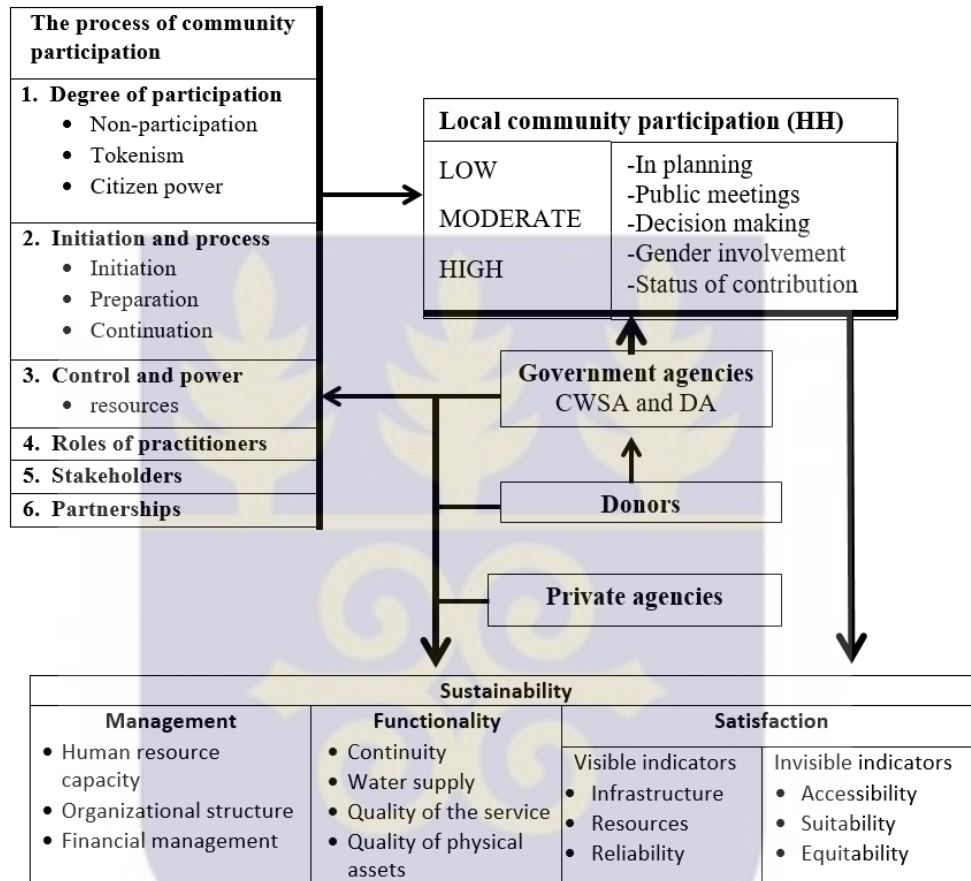 The process of community
participation
1. Degree of participation
• Non-participation
• Tokenism
• Citizen power
2. Initiation and process
• Initiation
• Preparation
• Continuation
3. Control and power
• resources
4. Roles of practitioners
5. Stakeholders
6. Partnerships
Local community participation (HH)
LOW
MODERATE
HIGH
-In planning
-Public meetings
-Decision making
-Gender involvement
-Status of contribution
Government agencies
CWSA and DA
Donors
Private agencies
Sustainability
Management
• Human resource
capacity
• Organizational structure
• Financial management
Functionality
• Continuity
• Water supply
• Quality of the service
• Quality of physical
assets
Satisfaction
Visible indicators
• Infrastructure
• Resources
• Reliability
Invisible indicators
• Accessibility
• Suitability
• Equitability